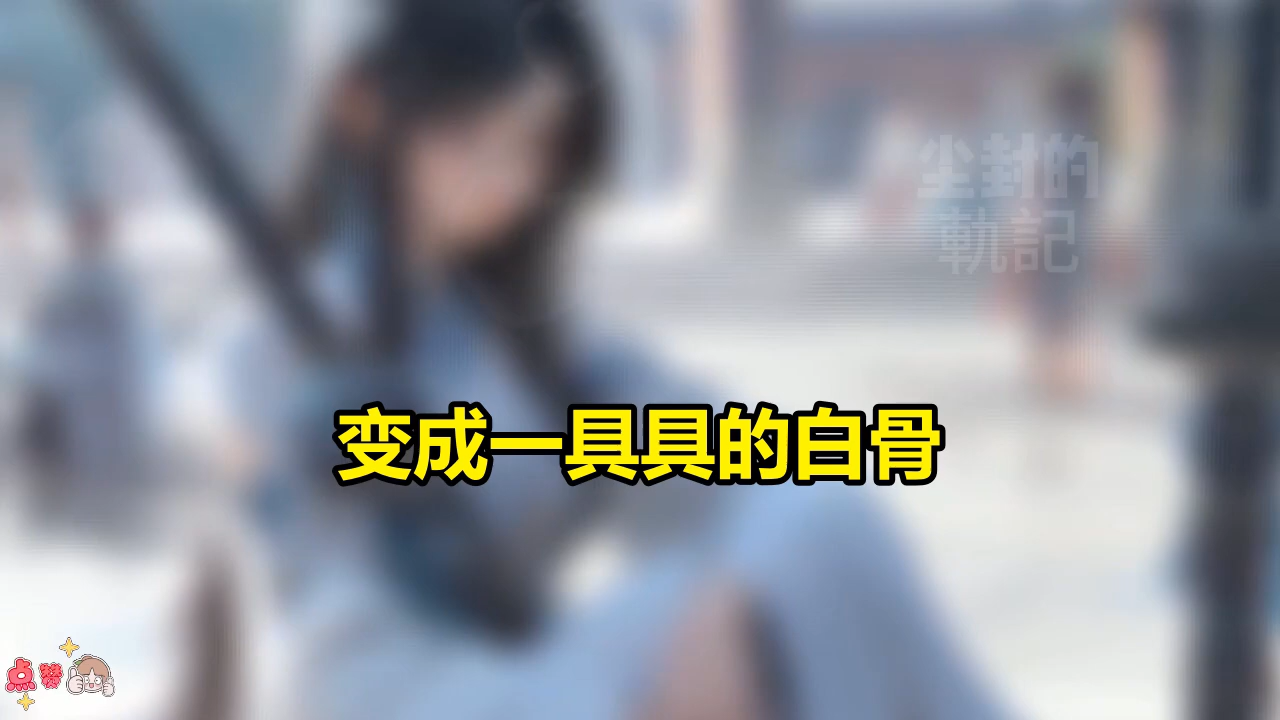 尘封的
軌記
变成一具具的白骨
点赞